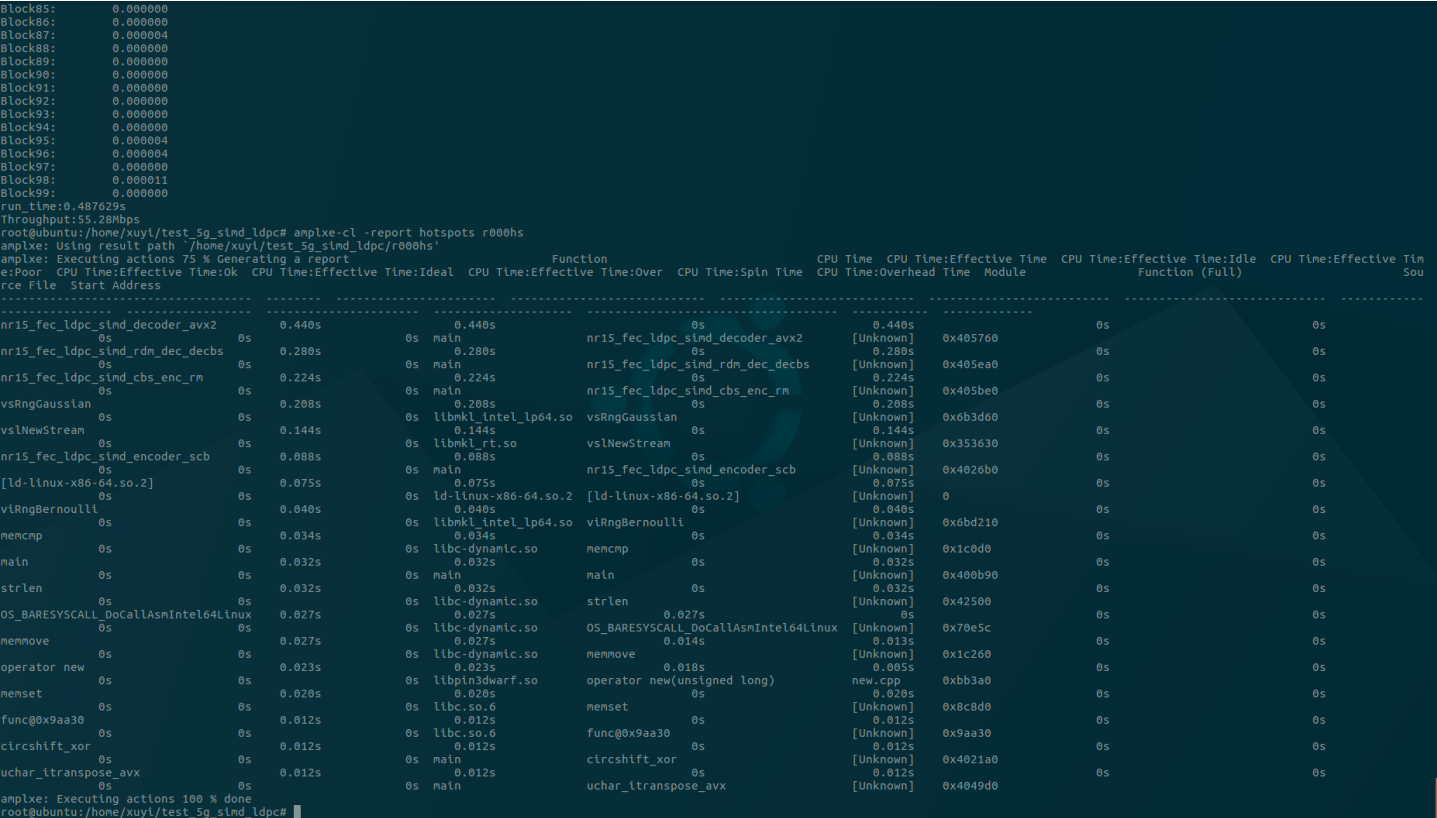 Block85:        0.000000
Block86:        0.000000
Block87:        0.000004
Block88:        0.000000
Block89:        0.000000
Block90:        0.000000
Block91:        0.000000
Block92:        0.000000
Block93:        0.000000
Block94:        0.000000
Block95:        0.000004
Block96:        0.000004
Block97:        0.000000
Block98:        0.000011
Block99:        0.000000
run_time:0.487629s
Throughput:55.28Mbps
root@ubuntu:/home/xuyi/test_5g_simd_ldpc# amplxe-cl -report hotspots r000hs
amplxe: Using result path `/home/xuyi/test_5g_simd_ldpc/r000hs'
amplxe: Executing actions 75 % Generating a report Function CPU Time CPU Time:Effective Time CPU Time:Effective Time:Idle CPU Time:Effective Tim
e:Poor CPU Time:Effective Time:Ok CPU Time:Effective Time:Ideal CPU Time:Effective Time:Over CPU Time:Spin Time CPU Time:Overhead Time Module Function (Full) Sou
rce File Start Address
----------------------------------- -------- ----------------------- ---------------------------- ---------------------------- -------------------------- ----------------------------- ------------
---------------- ------------------ ---------------------- -------------------- ------------------------------------ ----------- -------------
nr15_fec_ldpc_simd_decoder_avx2 0.440s 0.440s 0s 0.440s 0s 0s
0s 0s 0s main nr15_fec_ldpc_simd_decoder_avx2 [Unknown] 0x405760
nr15_fec_ldpc_simd_rdm_dec_decbs 0.280s 0.280s 0s 0.280s 0s 0s
0s 0s 0s main nr15_fec_ldpc_simd_rdm_dec_decbs [Unknown] 0x405ea0
nr15_fec_ldpc_simd_cbs_enc_rm 0.224s 0.224s 0s 0.224s 0s 0s
0s 0s 0s main nr15_fec_ldpc_simd_cbs_enc_rm [Unknown] 0x405be0
vsRngGaussian 0.208s 0.208s 0s 0.208s 0s 0s
0s 0s 0s libmkl_intel_lp64.so vsRngGaussian [Unknown] 0x6b3d60
vslNewStream 0.144s 0.144s 0s 0.144s 0s 0s
0s 0s 0s libmkl_rt.so vslNewStream [Unknown] 0x353630
nr15_fec_ldpc_simd_encoder_scb 0.088s 0.088s 0s 0.088s 0s 0s
0s 0s 0s main nr15_fec_ldpc_simd_encoder_scb [Unknown] 0x4026b0
[ld-linux-x86-64.so.2] 0.075s 0.075s 0s 0.075s 0s 0s
0s 0s 0s ld-linux-x86-64.so.2 [ld-linux-x86-64.so.2] [Unknown] 0
viRngBernoulli 0.040s 0.040s 0s 0.040s 0s 0s
0s 0s 0s libmkl_intel_lp64.so viRngBernoulli [Unknown] 0x6bd210
memcmp 0.034s 0.034s 0s 0.034s 0s 0s
0s 0s 0s libc-dynamic.so memcmp [Unknown] 0x1c0d0
main 0.032s 0.032s 0s 0.032s 0s 0s
0s 0s 0s main main [Unknown] 0x400b90
strlen 0.032s 0.032s 0s 0.032s 0s 0s
0s 0s 0s libc-dynamic.so strlen [Unknown] 0x42500
OS_BARESYSCALL_DoCallAsmIntel64Linux 0.027s 0.027s 0.027s 0s 0s 0s
0s 0s 0s libc-dynamic.so OS_BARESYSCALL_DoCallAsmIntel64Linux [Unknown] 0x70e5c
memmove 0.027s 0.027s 0.014s 0.013s 0s 0s
0s 0s 0s libc-dynamic.so memmove [Unknown] 0x1c260
operator new 0.023s 0.023s 0.018s 0.005s 0s 0s
0s 0s 0s libpin3dwarf.so operator new(unsigned long) new.cpp 0xbb3a0
memset 0.020s 0.020s 0s 0.020s 0s 0s
0s 0s 0s libc.so.6 memset [Unknown] 0x8c8d0
func@0x9aa30 0.012s 0.012s 0s 0.012s 0s 0s
0s 0s 0s libc.so.6 func@0x9aa30 [Unknown] 0x9aa30
circshift_xor 0.012s 0.012s 0s 0.012s 0s 0s
0s 0s 0s main circshift_xor [Unknown] 0x4021a0
uchar_itranspose_avx 0.012s 0.012s 0s 0.012s 0s 0s
0s 0s 0s main uchar_itranspose_avx [Unknown] 0x4049d0
amplxe: Executing actions 100 % done
root@ubuntu:/home/xuyi/test_5g_simd_ldpc#